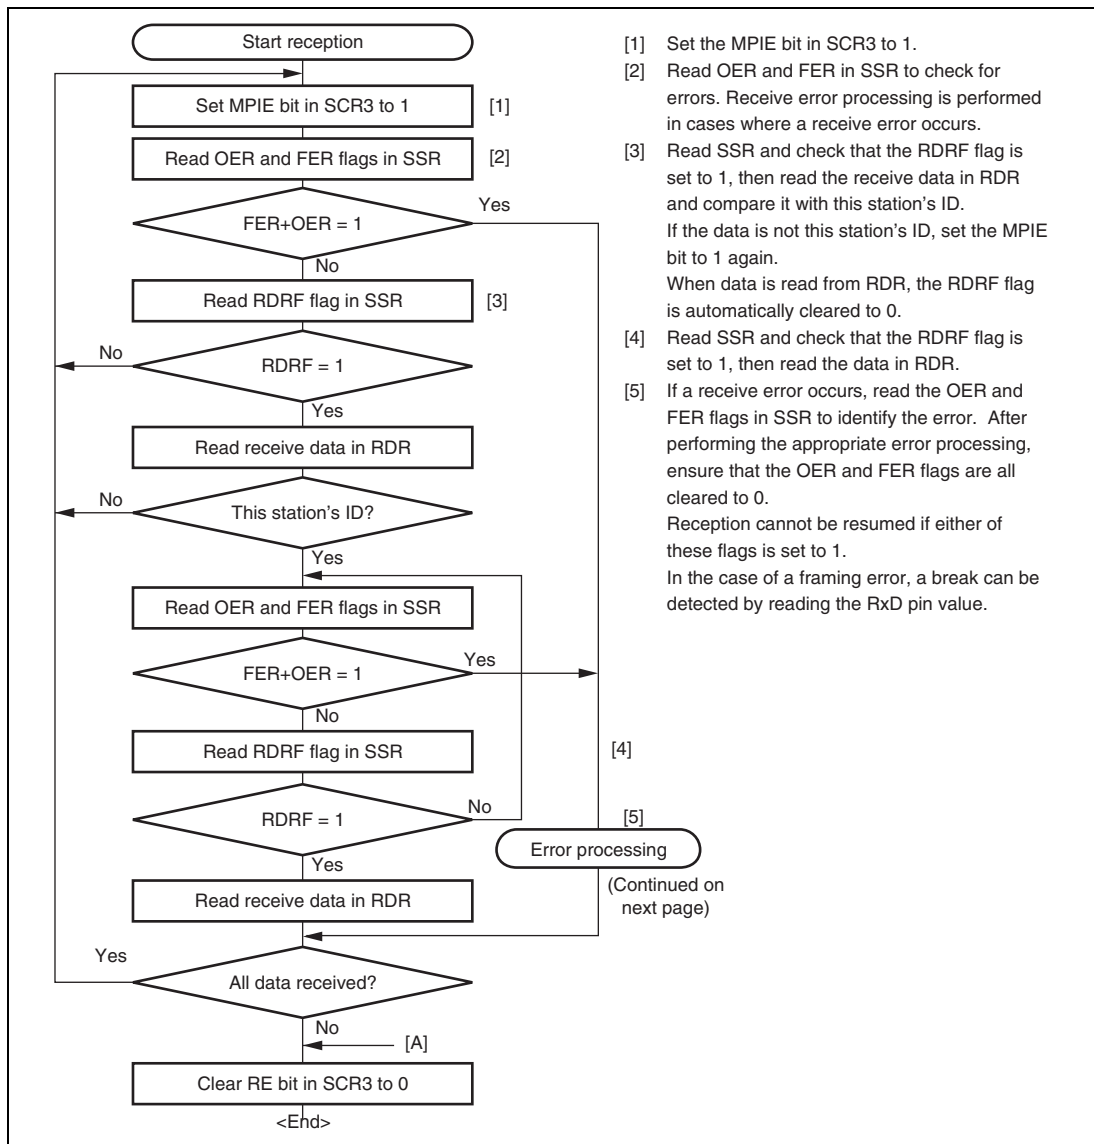 Start reception
Set MPIE bit in SCR3 to 1
[1]
Read OER and FER flags in SSR
[2]
FER+OER = 1
Yes
No
Read RDRF flag in SSR
[3]
RDRF = 1
No
Yes
Read receive data in RDR
This station's ID?
No
Yes
Read OER and FER flags in SSR
FER+OER = 1
Yes
No
Read RDRF flag in SSR
[4]
RDRF = 1
No
Yes
[5]
Error processing
(Continued on
next page)
Read receive data in RDR
All data received?
Yes
No
[A]
Clear RE bit in SCR3 to 0
<End>
[1] Set the MPIE bit in SCR3 to 1.
[2] Read OER and FER in SSR to check for
errors. Receive error processing is performed
in cases where a receive error occurs.
[3] Read SSR and check that the RDRF flag is
set to 1, then read the receive data in RDR
and compare it with this station's ID.
If the data is not this station's ID, set the MPIE
bit to 1 again.
When data is read from RDR, the RDRF flag
is automatically cleared to 0.
[4] Read SSR and check that the RDRF flag is
set to 1, then read the data in RDR.
[5] If a receive error occurs, read the OER and
FER flags in SSR to identify the error. After
performing the appropriate error processing,
ensure that the OER and FER flags are all
cleared to 0.
Reception cannot be resumed if either of
these flags is set to 1.
In the case of a framing error, a break can be
detected by reading the RxD pin value.